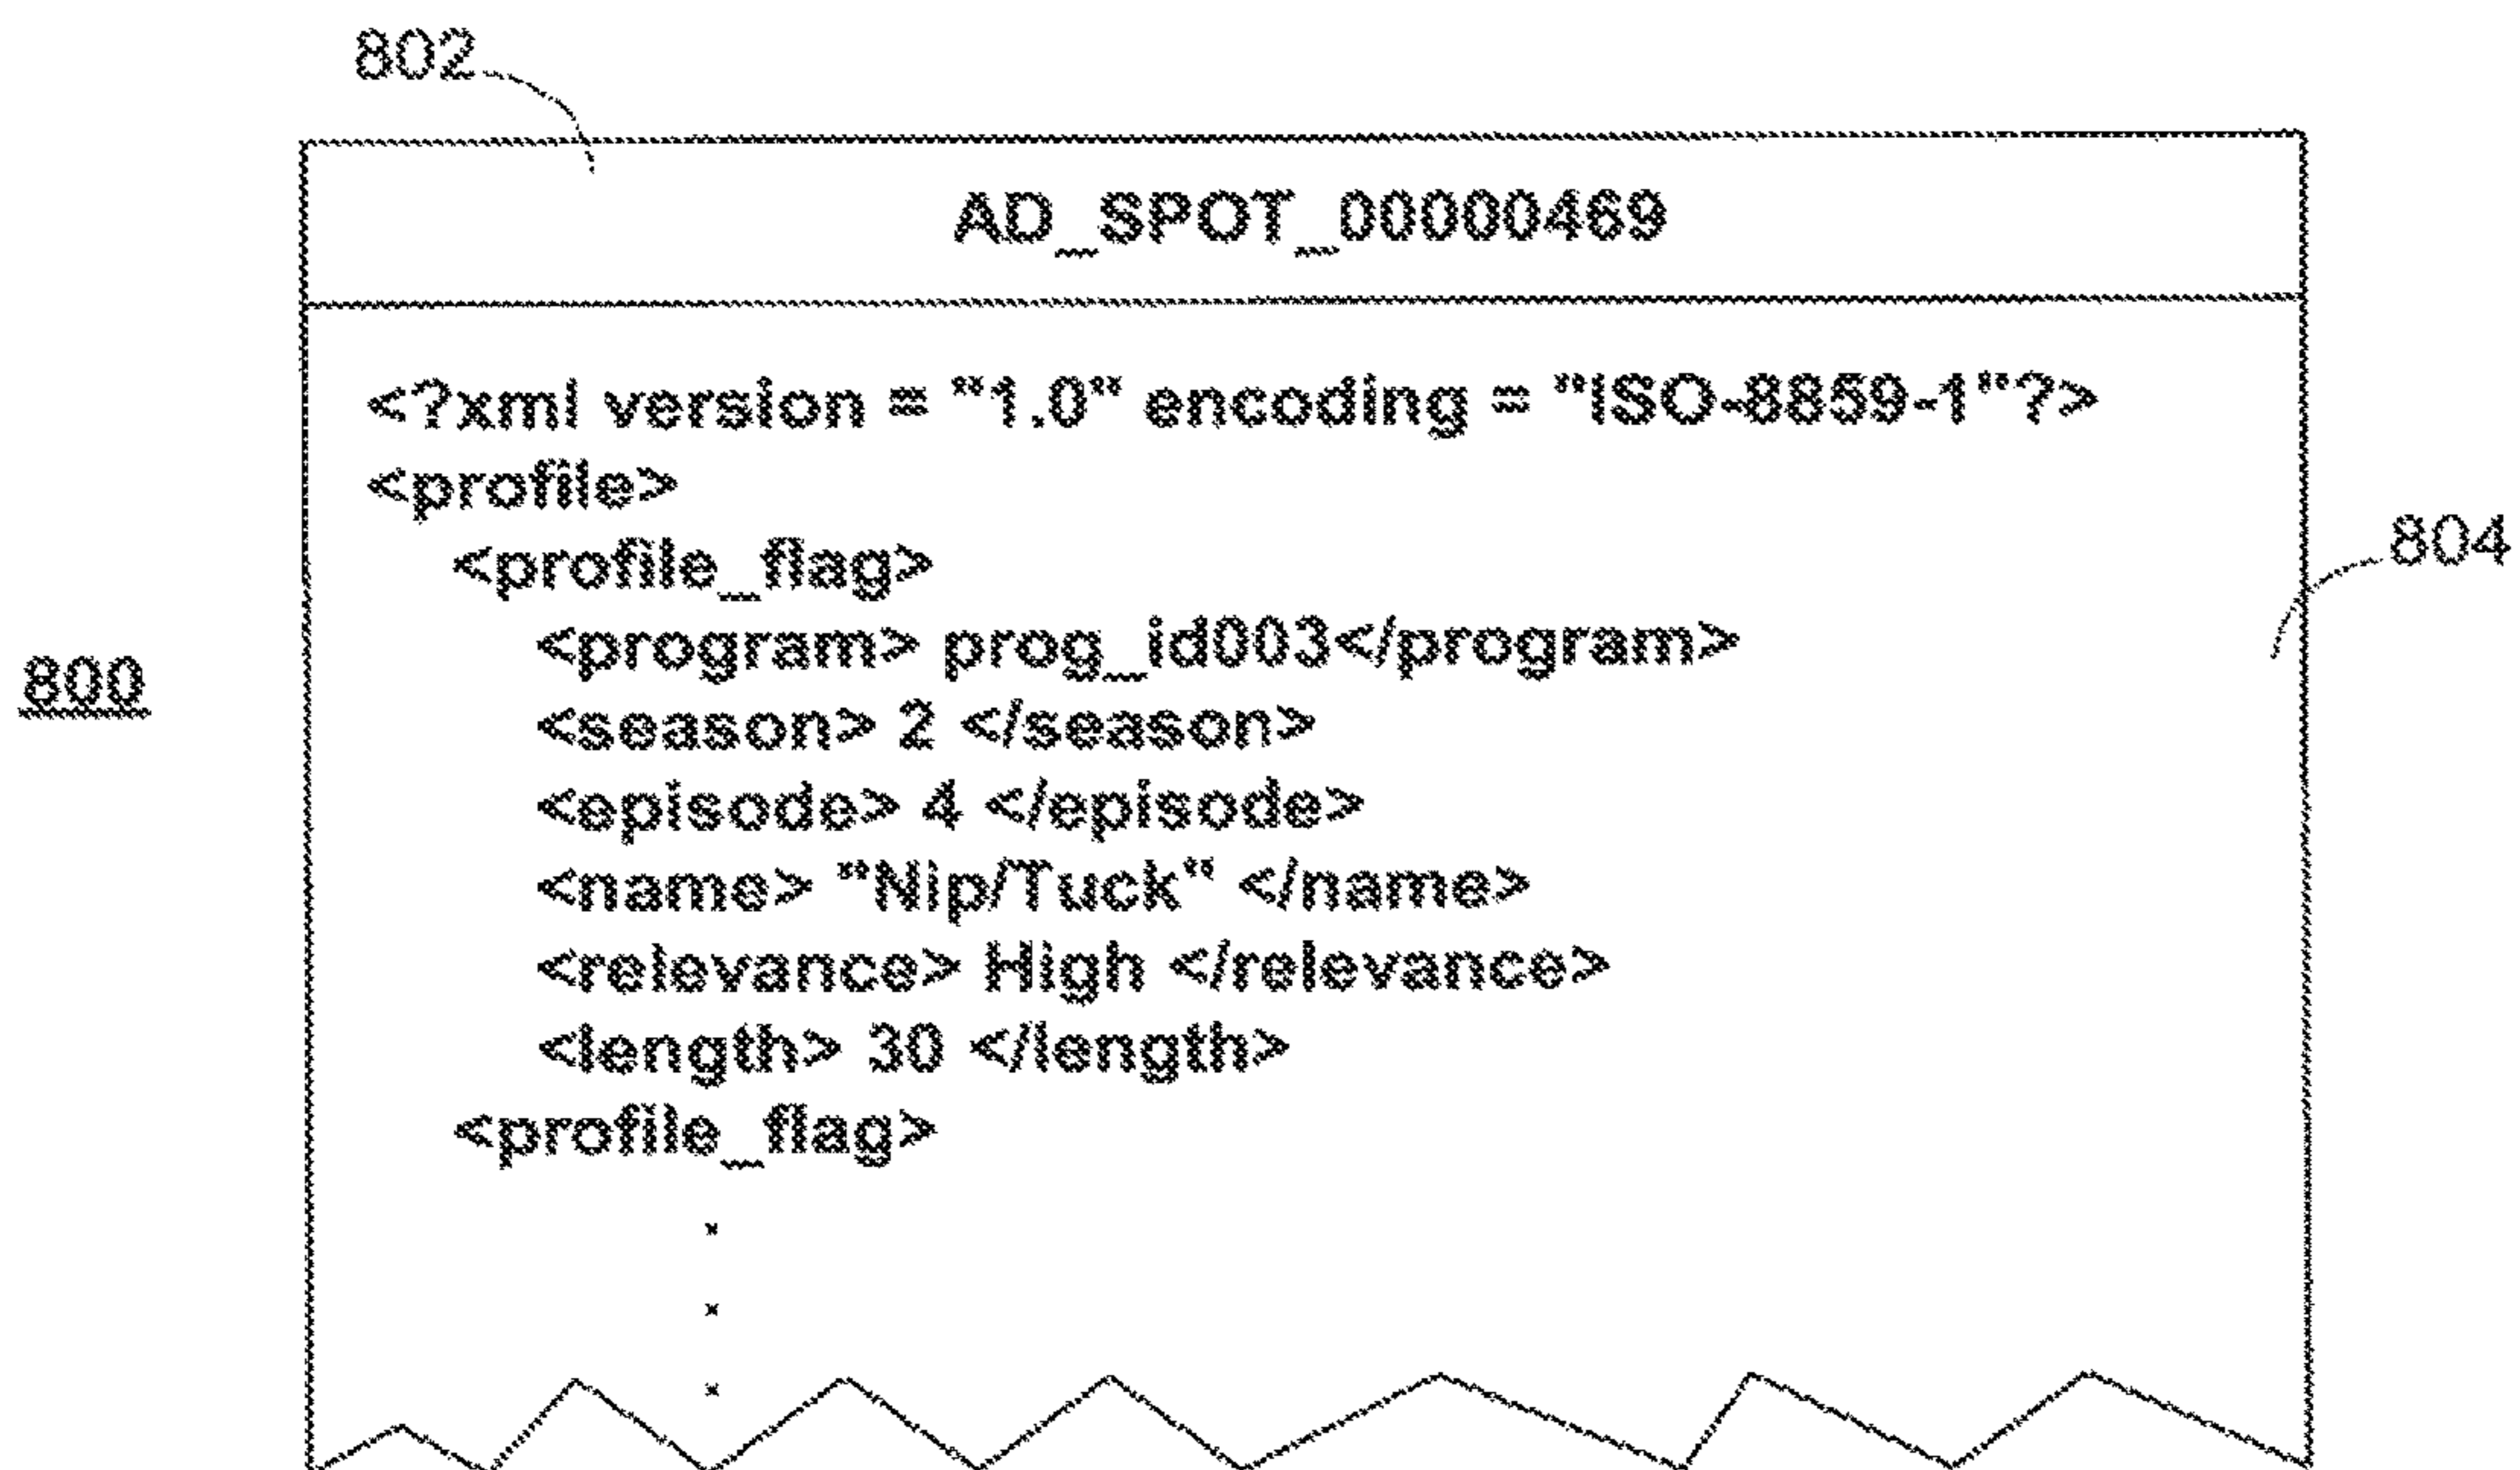 802
AD_SPOT_00000469
<?xml version = "1.0" encoding = "ISO-8859-1"?>
<profile>
<profile_flag>
804
<program> prog_id003</program>
800
<season> 2 </season>
<episode> 4 </episode>
<name> "Nip/Tuck" </name>
<relevance> High </relevance>
<length> 30 </length>
<profile_flag>